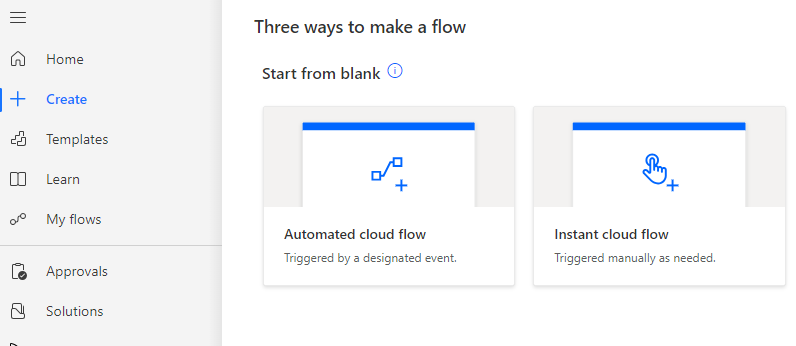 Home
Create
Templates
Learn
My flows
Approvals
Solutions
Three ways to make a flow
Start from blank
Automated cloud flow
Triggered by a designated event.
Instant cloud flow
Triggered manually as needed.